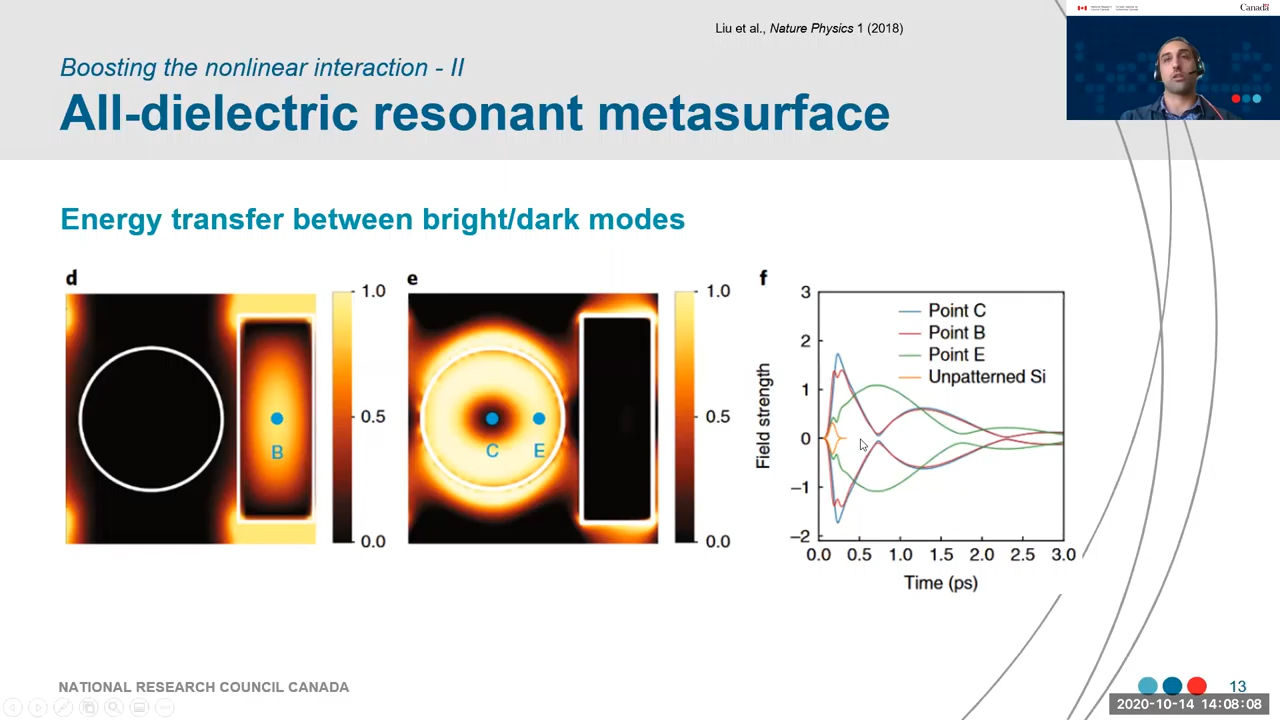 Liu et al., Nature Physics 1 (2018)
Canada
Boosting the nonlinear interaction - II
All-dielectric resonant metasurface
Energy transfer between bright/dark modes
d
1.0
0.5
0.0
B
e
1.0
0.5
0.0
C
E
f
3
2
1
0
−1
−2
Field strength
Point C
Point B
Point E
Unpatterned Si
0.0 0.5 1.0 1.5 2.0 2.5 3.0
Time (ps)
NATIONAL RESEARCH COUNCIL CANADA
13
2020-10-14 14:08:08